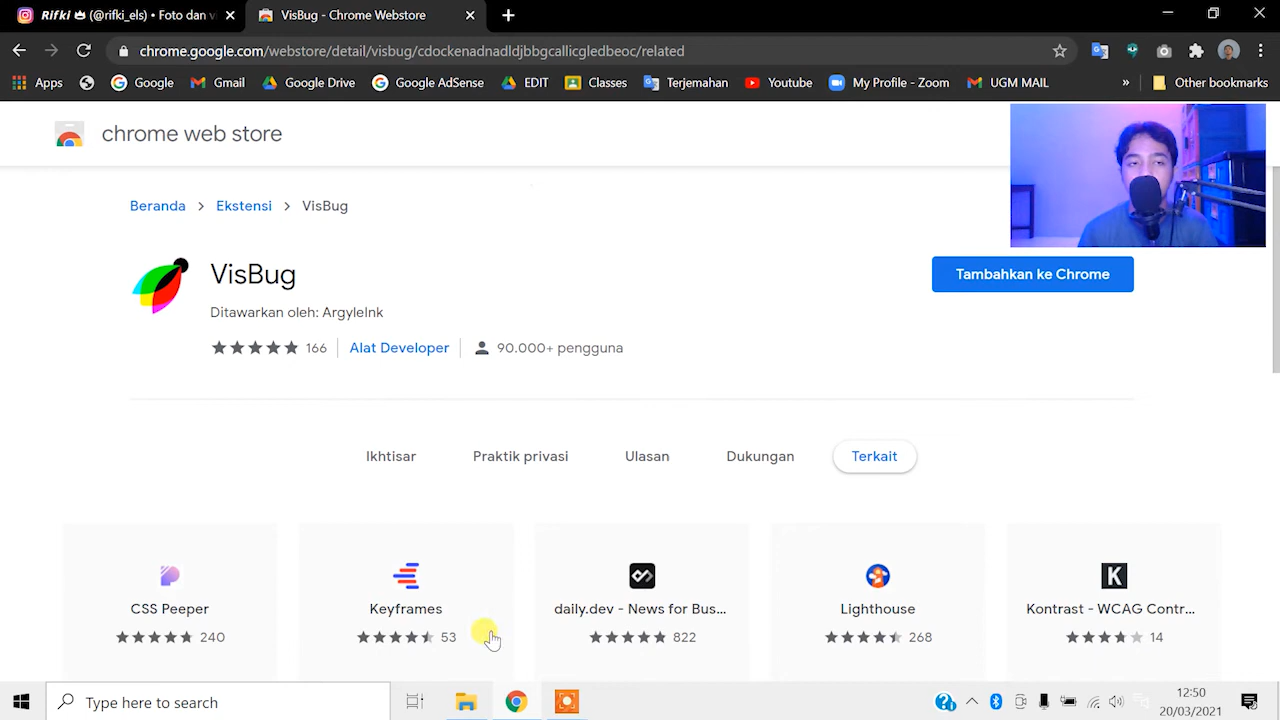 Rifki (@rifk_els) • Foto dan v
VisBug - Chrome Webstore
chrome.google.com/webstore/detail/visbug/cdockenadnadldjbbgcallicgledbeoc/related
Apps
Google
Gmail
Google Drive
Google AdSense
EDIT
Classes
Terjemahan
Youtube
My Profile - Zoom
UGM MAIL
»
Other bookmarks
chrome web store
Beranda > Ekstensi > VisBug
VisBug
Tambahkan ke Chrome
Ditawarkan oleh: ArgyleInk
166
Alat Developer
90.000+ pengguna
Ikhtisar
Praktik privasi
Ulasan
Dukungan
Terkait
CSS Peeper
Keyframes
daily.dev - News for Bus...
Lighthouse
K
Kontrast - WCAG Contr...
240
53
822
268
14
Type here to search
12:50
20/03/2021